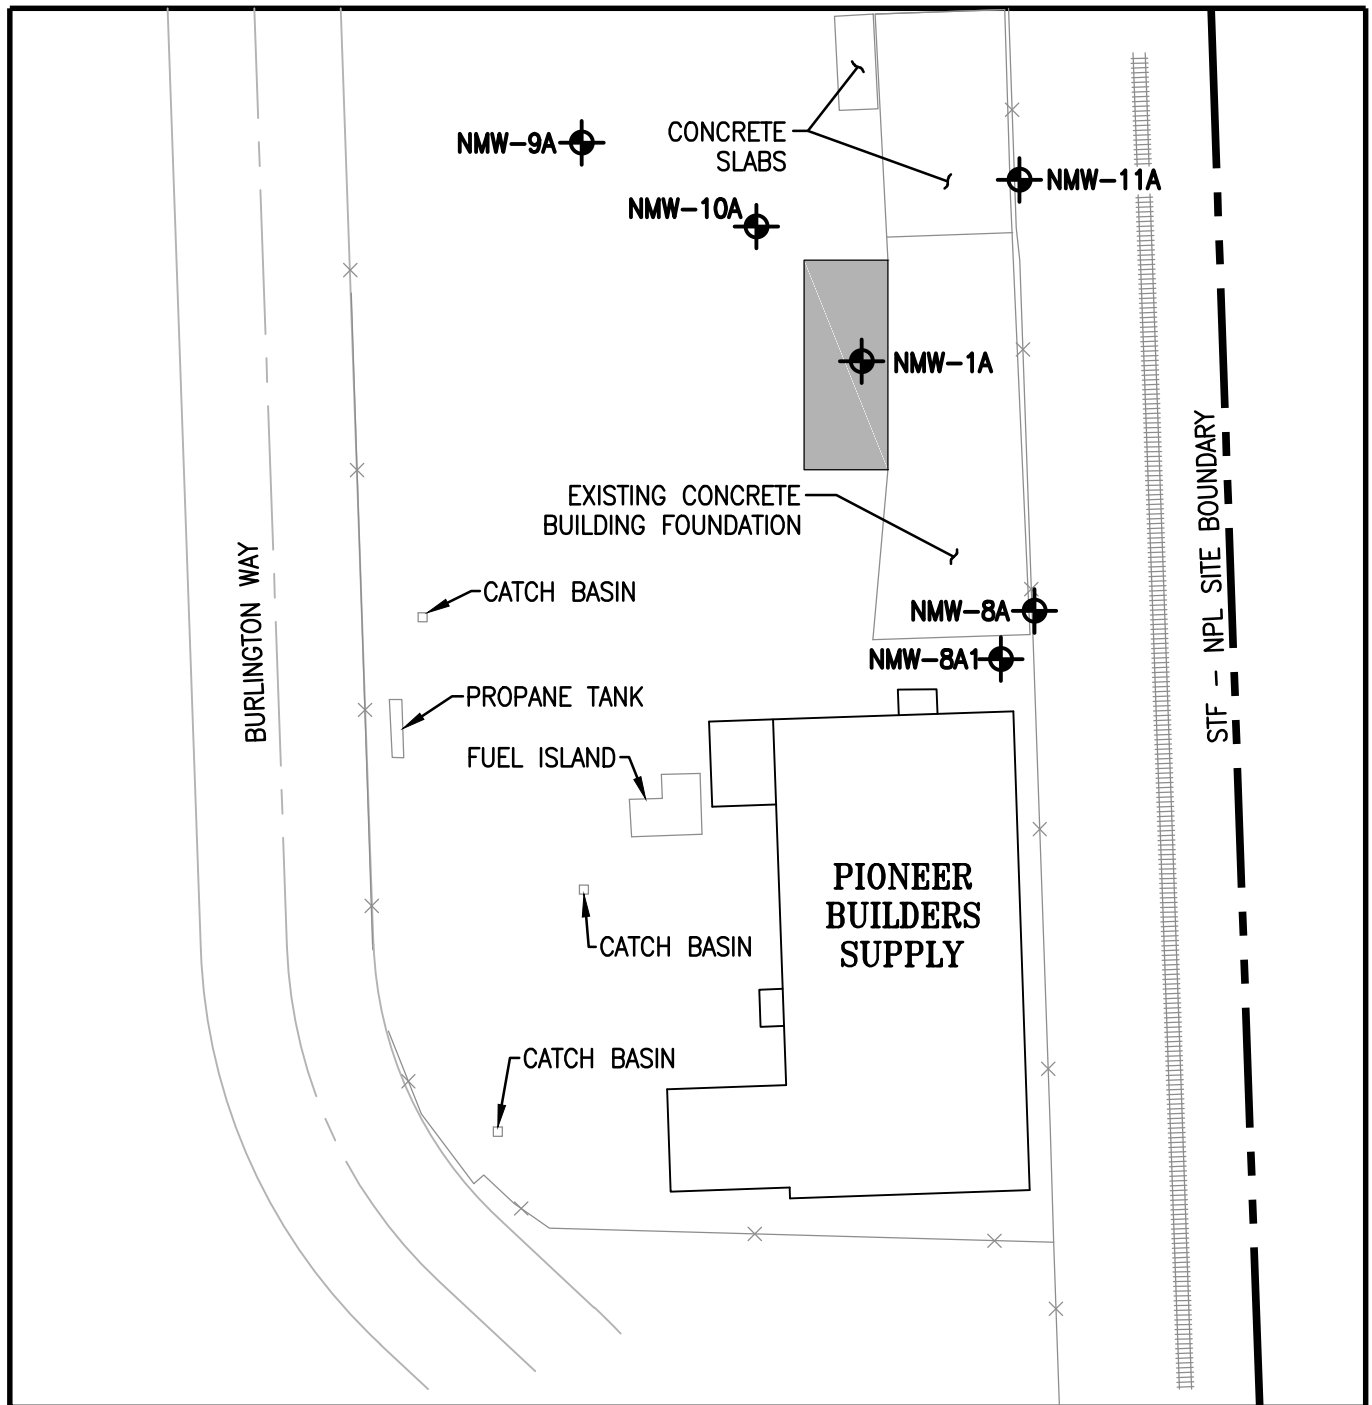 CONCRETE
SLABS
NMW-9A
NMW-11A
NMW-10A
NMW-1A
EXISTING CONCRETE
BUILDING FOUNDATION
CATCH BASIN
NMW-8A
NMW-8A1
BURLINGTON WAY
STF - NPL SITE BOUNDARY
PROPANE TANK
FUEL ISLAND
PIONEER
BUILDERS
SUPPLY
CATCH BASIN
CATCH BASIN